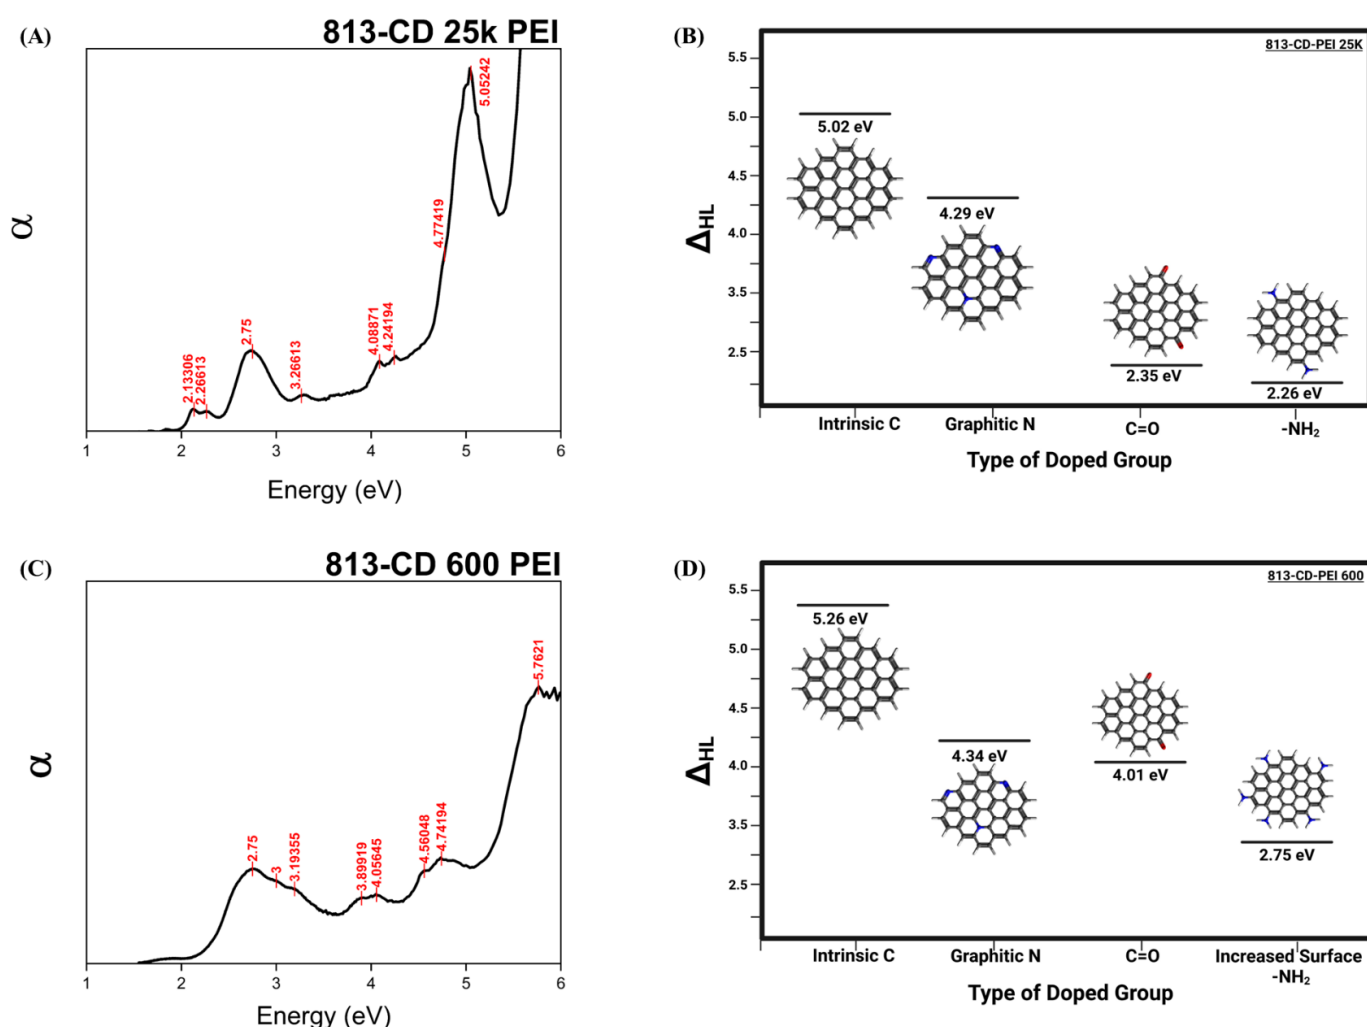 (A)
813-CD 25k PEI
α
2.13306
2.26613
2.75
3.26613
4.08871
4.24194
4.77419
5.05242
1 2 3 4 5 6
Energy (eV)
(B)
813-CD-PEI 25K
ΔHL
5.5
5.0
4.5
4.0
3.5
2.5
5.02 eV
4.29 eV
2.35 eV
2.26 eV
Intrinsic C Graphitic N C=O -NH₂
Type of Doped Group
(C)
813-CD 600 PEI
α
2.75
3
3.19355
3.89919
4.05645
4.56048
4.74194
5.7621
1 2 3 4 5 6
Energy (eV)
(D)
813-CD-PEI 600
ΔHL
5.5
5.0
4.5
4.0
3.5
2.5
5.26 eV
4.34 eV
4.01 eV
2.75 eV
Intrinsic C Graphitic N C=O Increased Surface
-NH₂
Type of Doped Group